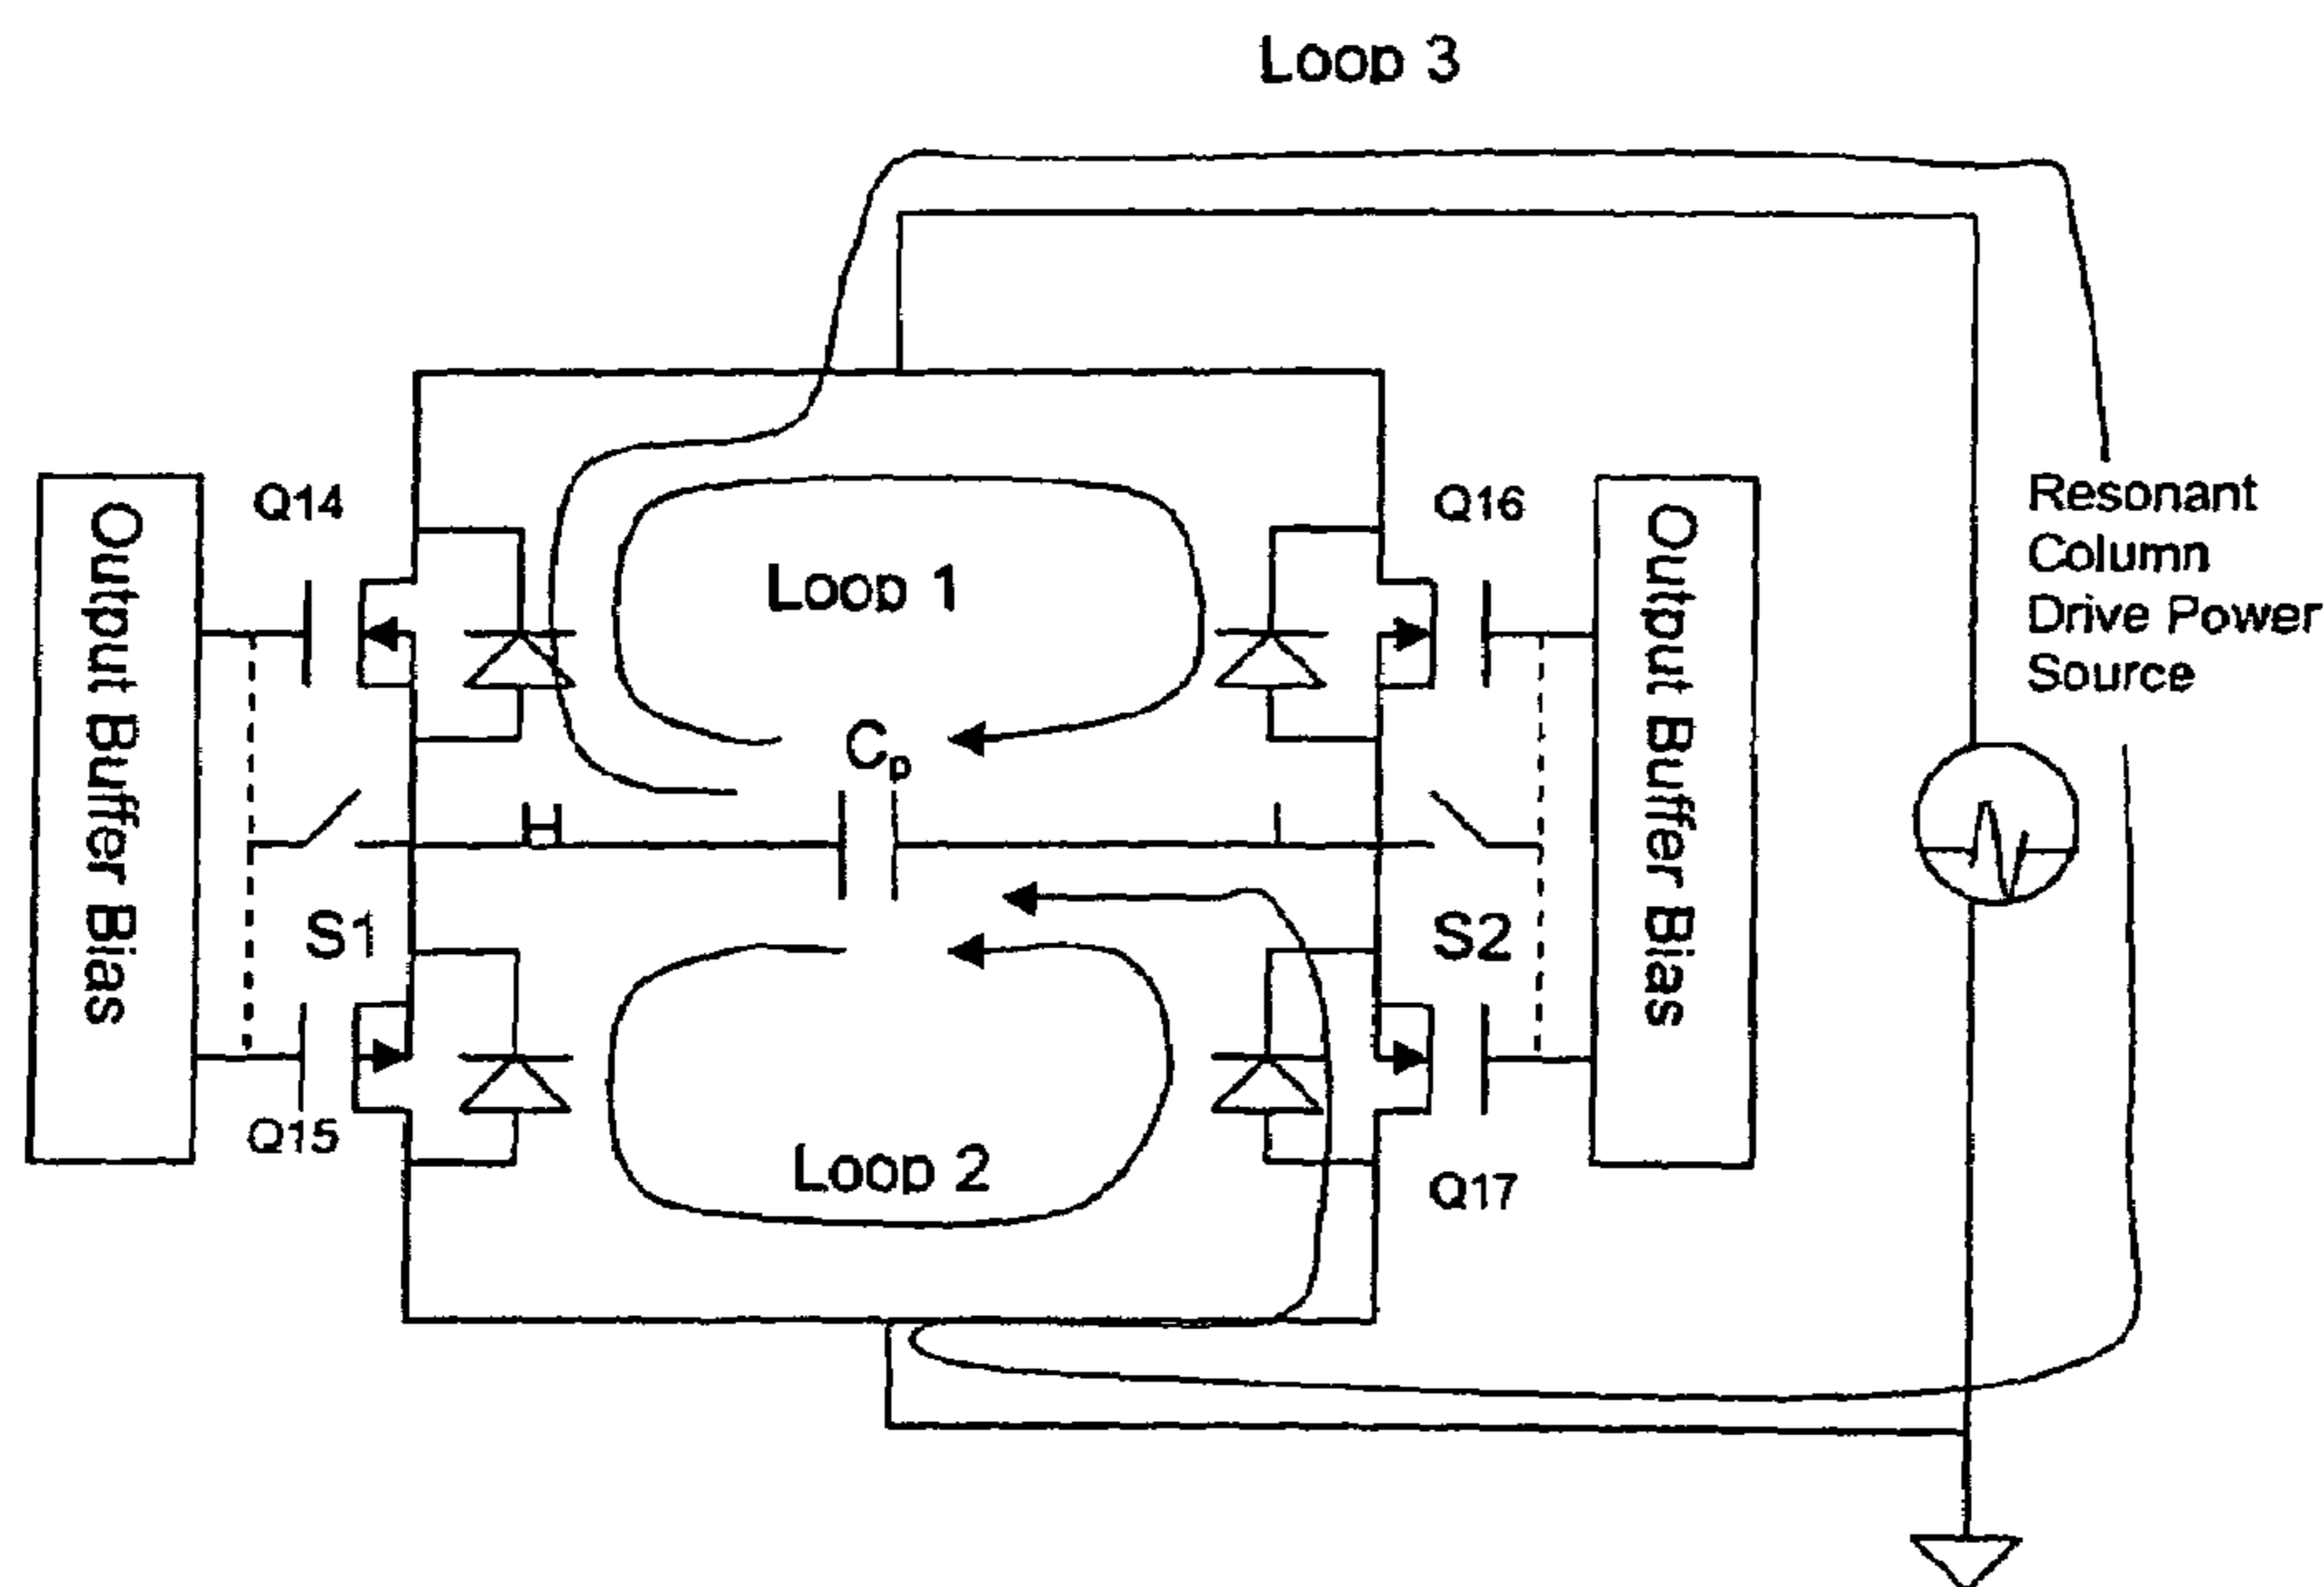 Loop 3
Output Buffer Bias
Q14
Loop 1
Q16
Output Buffer Bias
Resonant
Column
Drive Power
Source
Cp
H
L
S1
S2
Q15
Loop 2
Q17